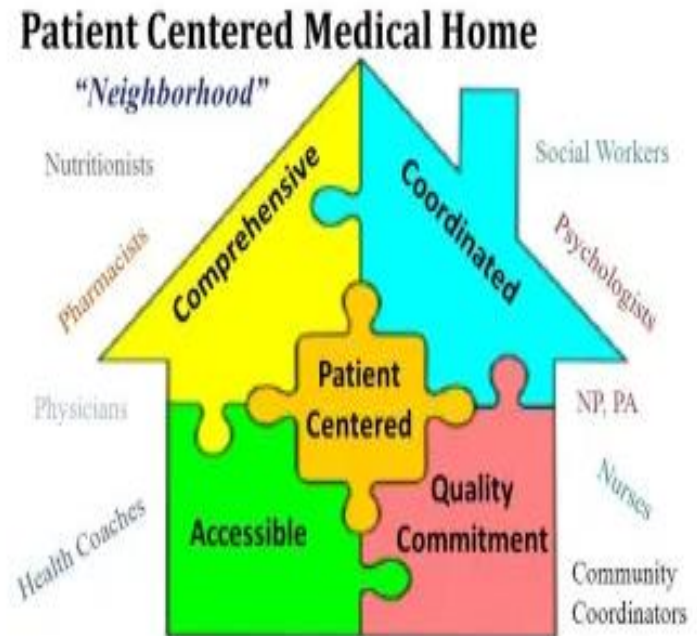 Patient Centered Medical Home
“Neighborhood”
Nutritionists
Social Workers
Comprehensive
Coordinated
Pharmacists
Psychologists
Patient
Centered
Physicians
NP, PA
Quality
Commitment
Accessible
Nurses
Health Coaches
Community
Coordinators